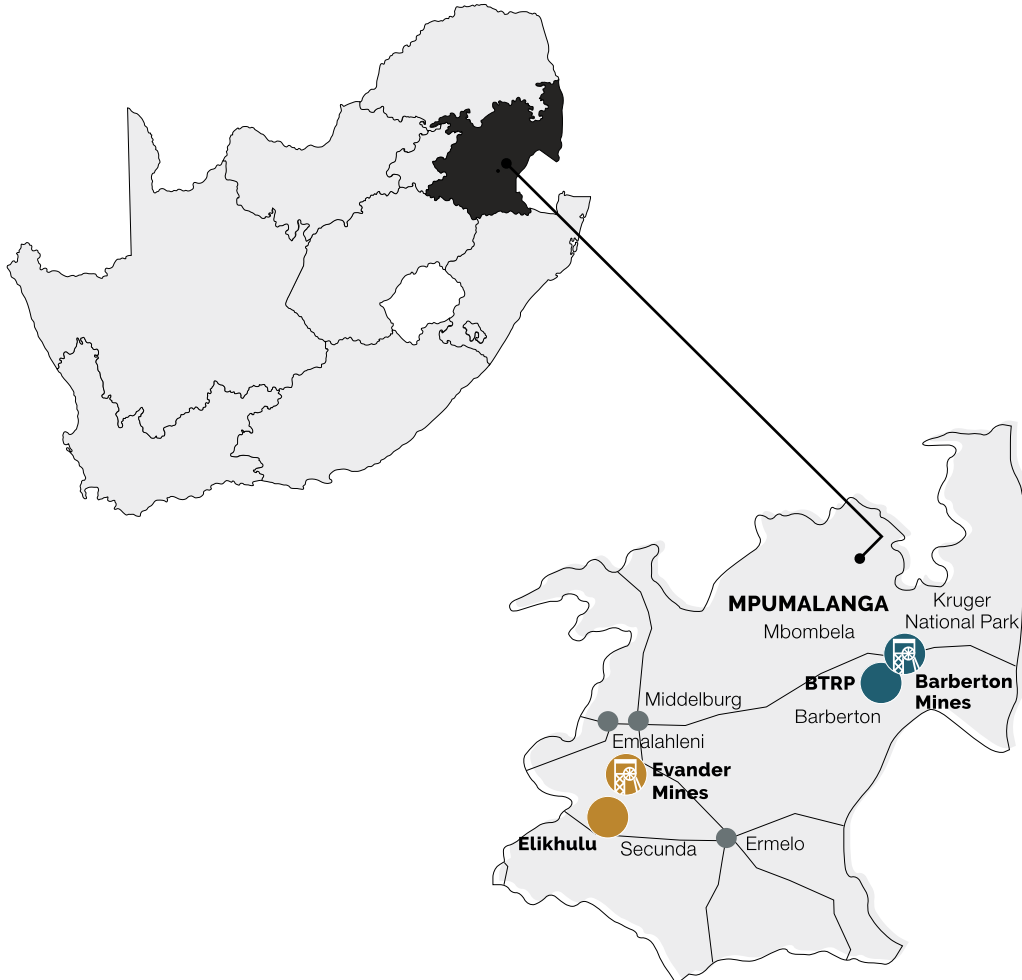 MPUMALANGA
Kruger
National Park
Mbombela
BTRP
Barberton
Mines
Barberton
Middelburg
Emalahleni
Evander
Mines
Elikhulu
Secunda
Ermelo